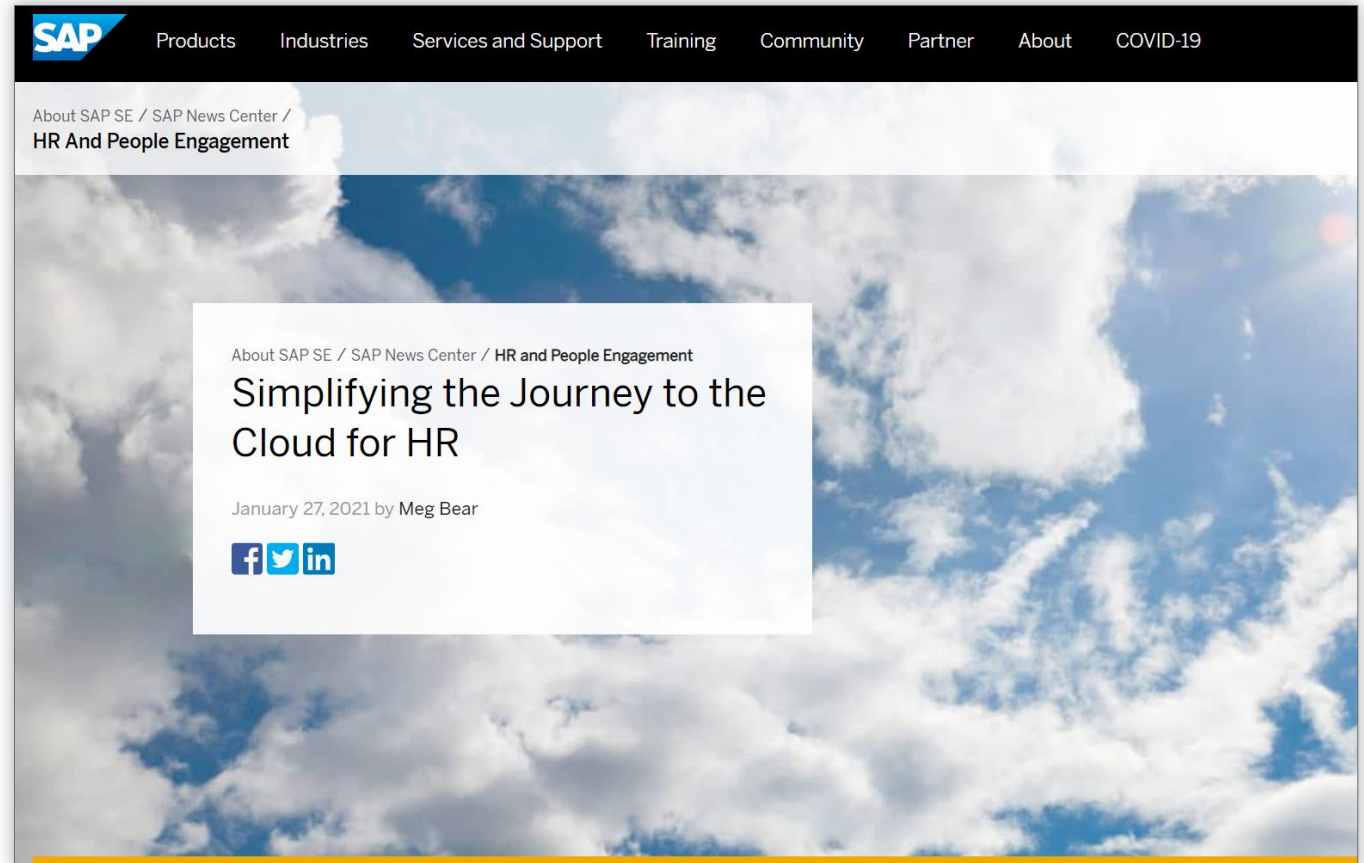 SAP
Products Industries Services and Support Training Community Partner About COVID-19
About SAP SE / SAP News Center /
HR And People Engagement
About SAP SE / SAP News Center / HR and People Engagement
Simplifying the Journey to the
Cloud for HR
January 27, 2021 by Meg Bear
f in